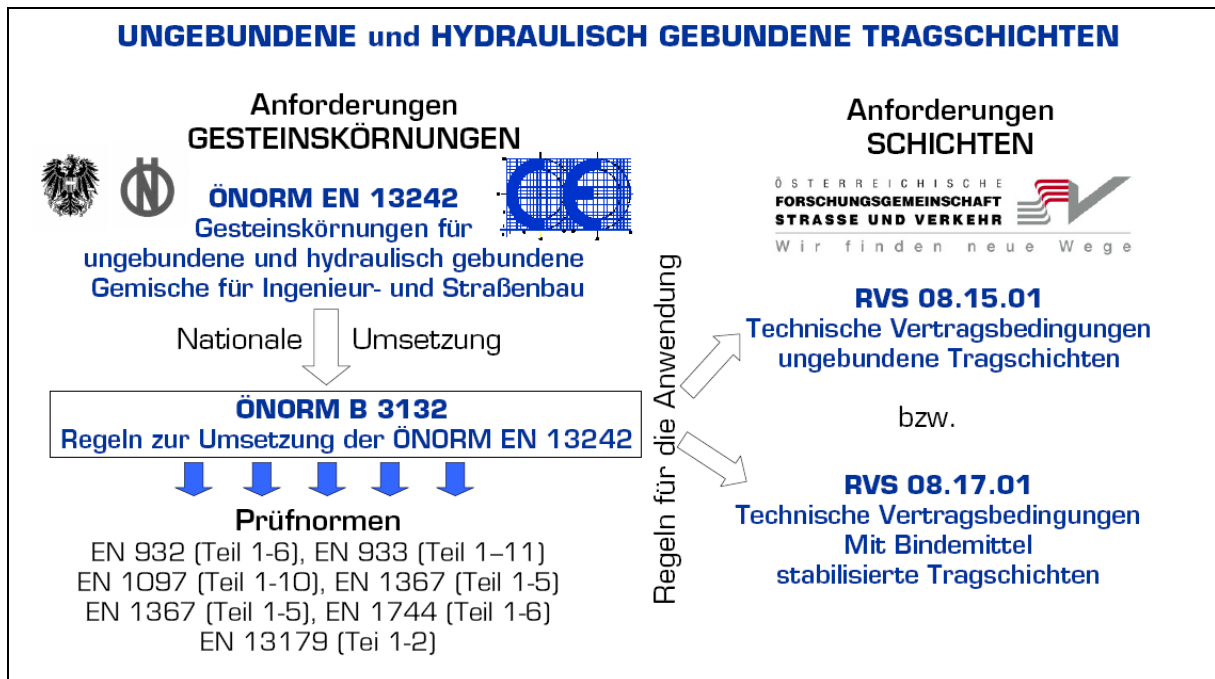 UNGEBUNDENE und HYDRAULISCH GEBUNDENE TRAGSCHICHTEN
Anforderungen
GESTEINSKÖRNUNGEN
ÖN
CE
ÖNORM EN 13242
Gesteinskörnungen für
ungebundene und hydraulisch gebundene
Gemische für Ingenieur- und Straßenbau
Nationale Umsetzung
ÖNORM B 3132
Regeln zur Umsetzung der ÖNORM EN 13242
Prüfnormen
EN 932 (Teil 1-6), EN 933 (Teil 1–11)
EN 1097 (Teil 1-10), EN 1367 (Teil 1-5)
EN 1367 (Teil 1-5), EN 1744 (Teil 1-6)
EN 13179 (Tei 1-2)
Regeln für die Anwendung
Anforderungen
SCHICHTEN
ÖSTERREICHISCHE
FORSCHUNGSGEMEINSCHAFT
STRASSE UND VERKEHR
Wir finden neue Wege
RVS 08.15.01
Technische Vertragsbedingungen
ungebundene Tragschichten
bzw.
RVS 08.17.01
Technische Vertragsbedingungen
Mit Bindemittel
stabilisierte Tragschichten